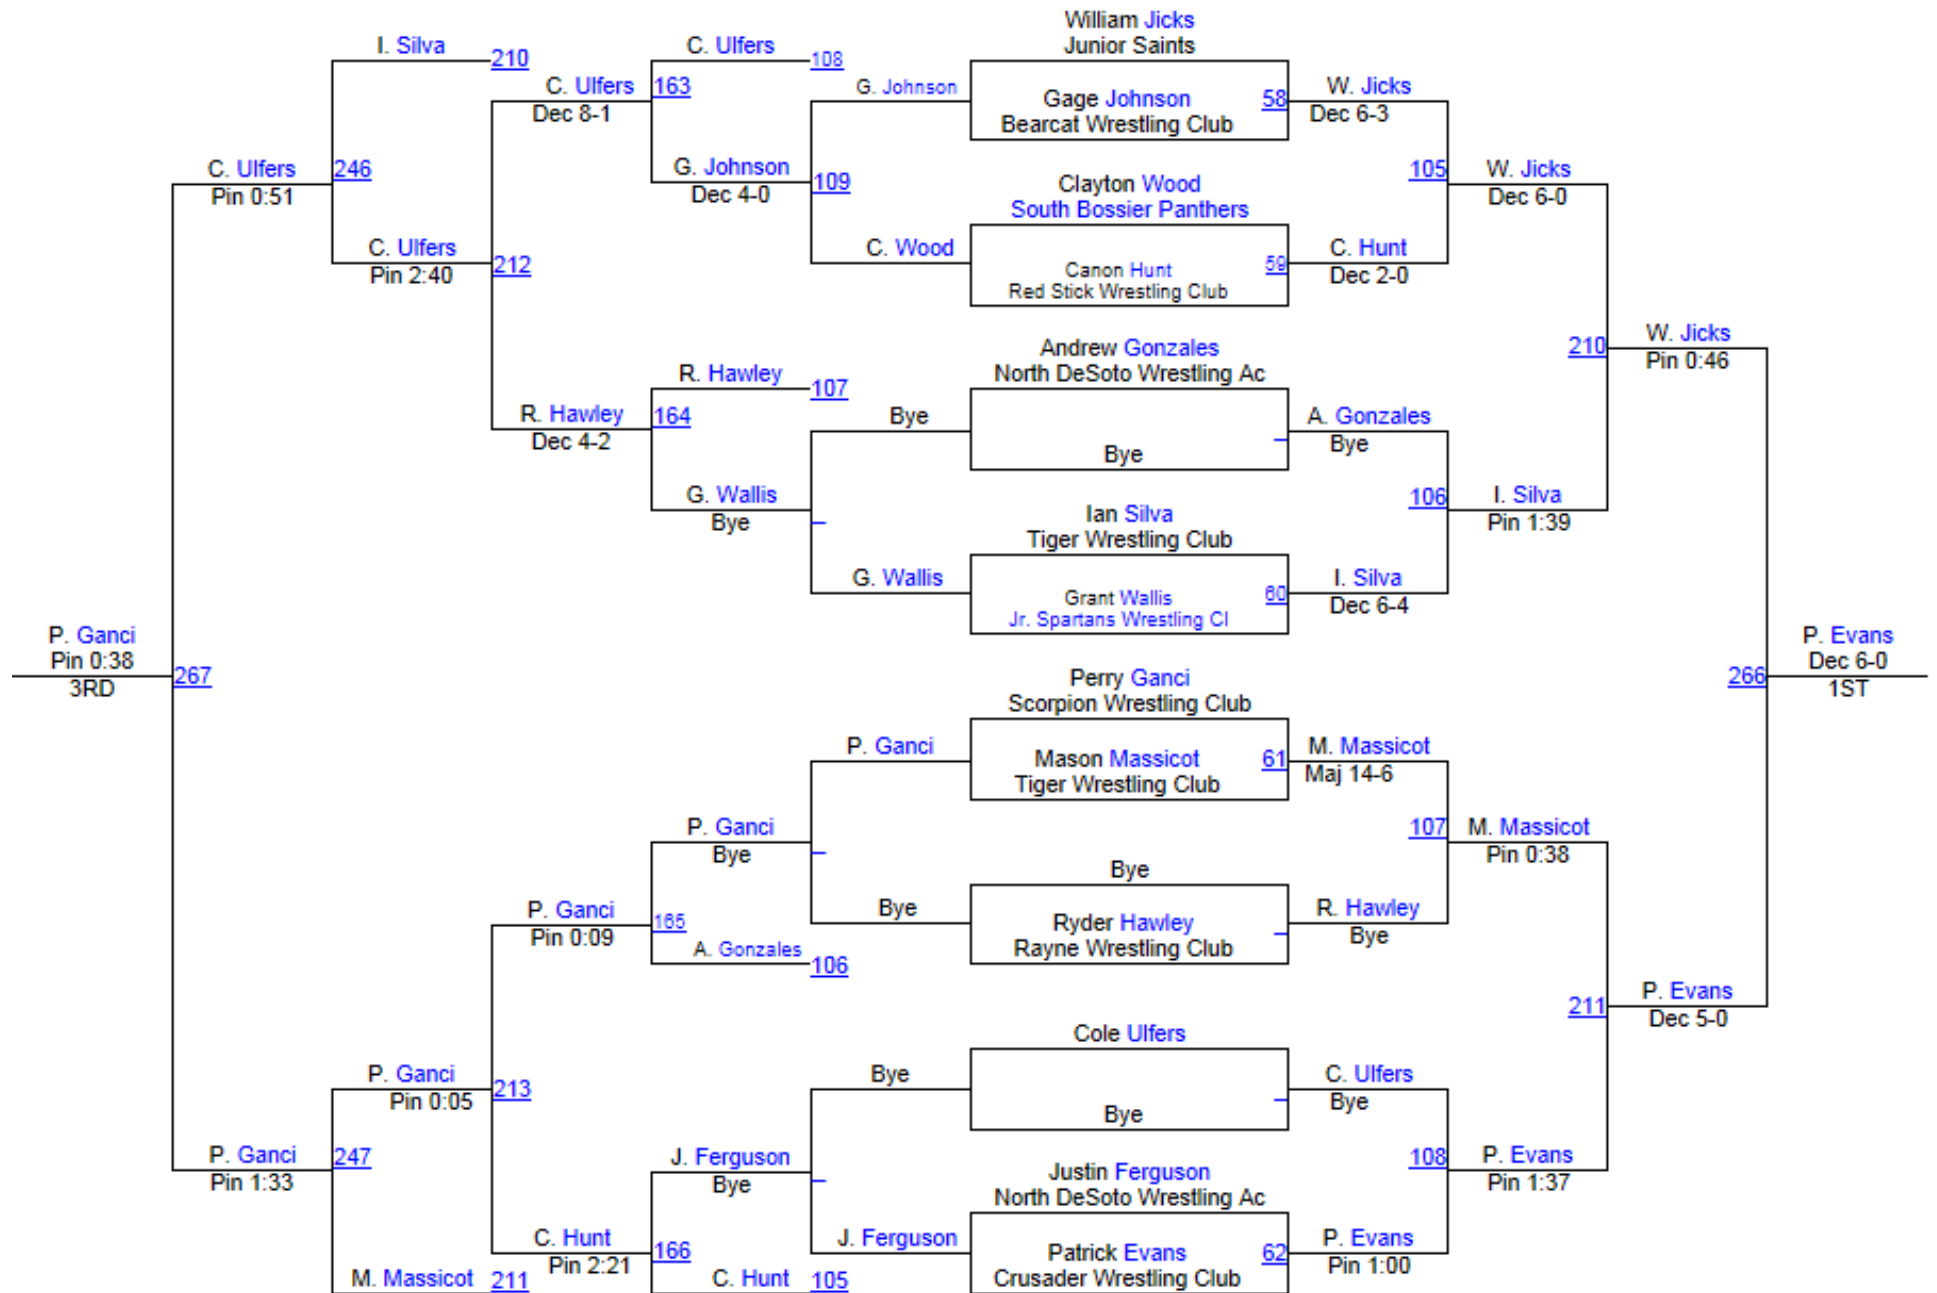 William Jicks
I. Silva
C. Ulfers
Junior Saints
210
108
C. Ulfers
163
G. Johnson
Gage Johnson
58
W. Jicks
Dec 8-1
Bearcat Wrestling Club
Dec 6-3
C. Ulfers
246
G. Johnson
105
W. Jicks
Pin 0:51
Dec 4-0
109
Clayton Wood
Dec 6-0
South Bossier Panthers
C. Ulfers
212
C. Wood
Canon Hunt
59
C. Hunt
Pin 2:40
Red Stick Wrestling Club
Dec 2-0
Andrew Gonzales
210
W. Jicks
R. Hawley
107
North DeSoto Wrestling Ac
Pin 0:46
R. Hawley
164
Bye
A. Gonzales
Dec 4-2
Bye
Bye
G. Wallis
106
I. Silva
Bye
Ian Silva
Pin 1:39
Tiger Wrestling Club
G. Wallis
Grant Wallis
60
I. Silva
Jr. Spartans Wrestling Cl
Dec 6-4
P. Ganci
P. Evans
Pin 0:38
Dec 6-0
3RD
267
Perry Ganci
266
1ST
Scorpion Wrestling Club
P. Ganci
Mason Massicot
61
M. Massicot
Tiger Wrestling Club
Maj 14-6
P. Ganci
107
M. Massicot
Bye
Pin 0:38
Bye
P. Ganci
165
Bye
Ryder Hawley
R. Hawley
Pin 0:09
Rayne Wrestling Club
Bye
A. Gonzales
106
211
P. Evans
Dec 5-0
Cole Ulfers
P. Ganci
213
Bye
C. Ulfers
Pin 0:05
Bye
Bye
P. Ganci
247
J. Ferguson
108
P. Evans
Pin 1:33
Bye
Justin Ferguson
Pin 1:37
North DeSoto Wrestling Ac
C. Hunt
166
J. Ferguson
Patrick Evans
62
P. Evans
Pin 2:21
Crusader Wrestling Club
Pin 1:00
M. Massicot
211
C. Hunt
105